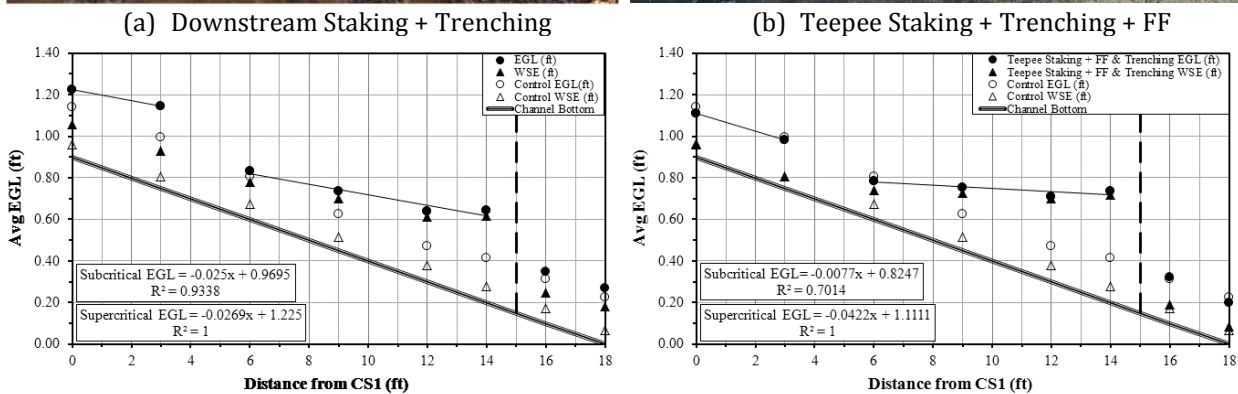 (a) Downstream Staking + Trenching
(b) Teepee Staking + Trenching + FF
1.40
1.20
1.00
0.80
0.60
0.40
0.20
0.00
Avg EGL (ft)
EGL (ft)
WSE (ft)
Control EGL(ft)
Control WSE (ft)
Channel Bottom
Subcritical EGL = -0.025x + 0.9695
R² = 0.9338
Supercritical EGL = -0.0269x + 1.225
R² = 1
0 2 4 6 8 10 12 14 16 18
Distance from CS1 (ft)
1.40
1.20
1.00
0.80
0.60
0.40
0.20
0.00
Avg EGL (ft)
Teepee Staking + FF & Trenching EGL (ft)
Teepee Staking + FF & Trenching WSE (ft)
Control EGL (ft)
Control WSE (ft)
Channel Bottom
Subcritical EGL = -0.0077x + 0.8247
R² = 0.7014
Supercritical EGL = -0.0422x + 1.1111
R² = 1
0 2 4 6 8 10 12 14 16 18
Distance from CS1 (ft)